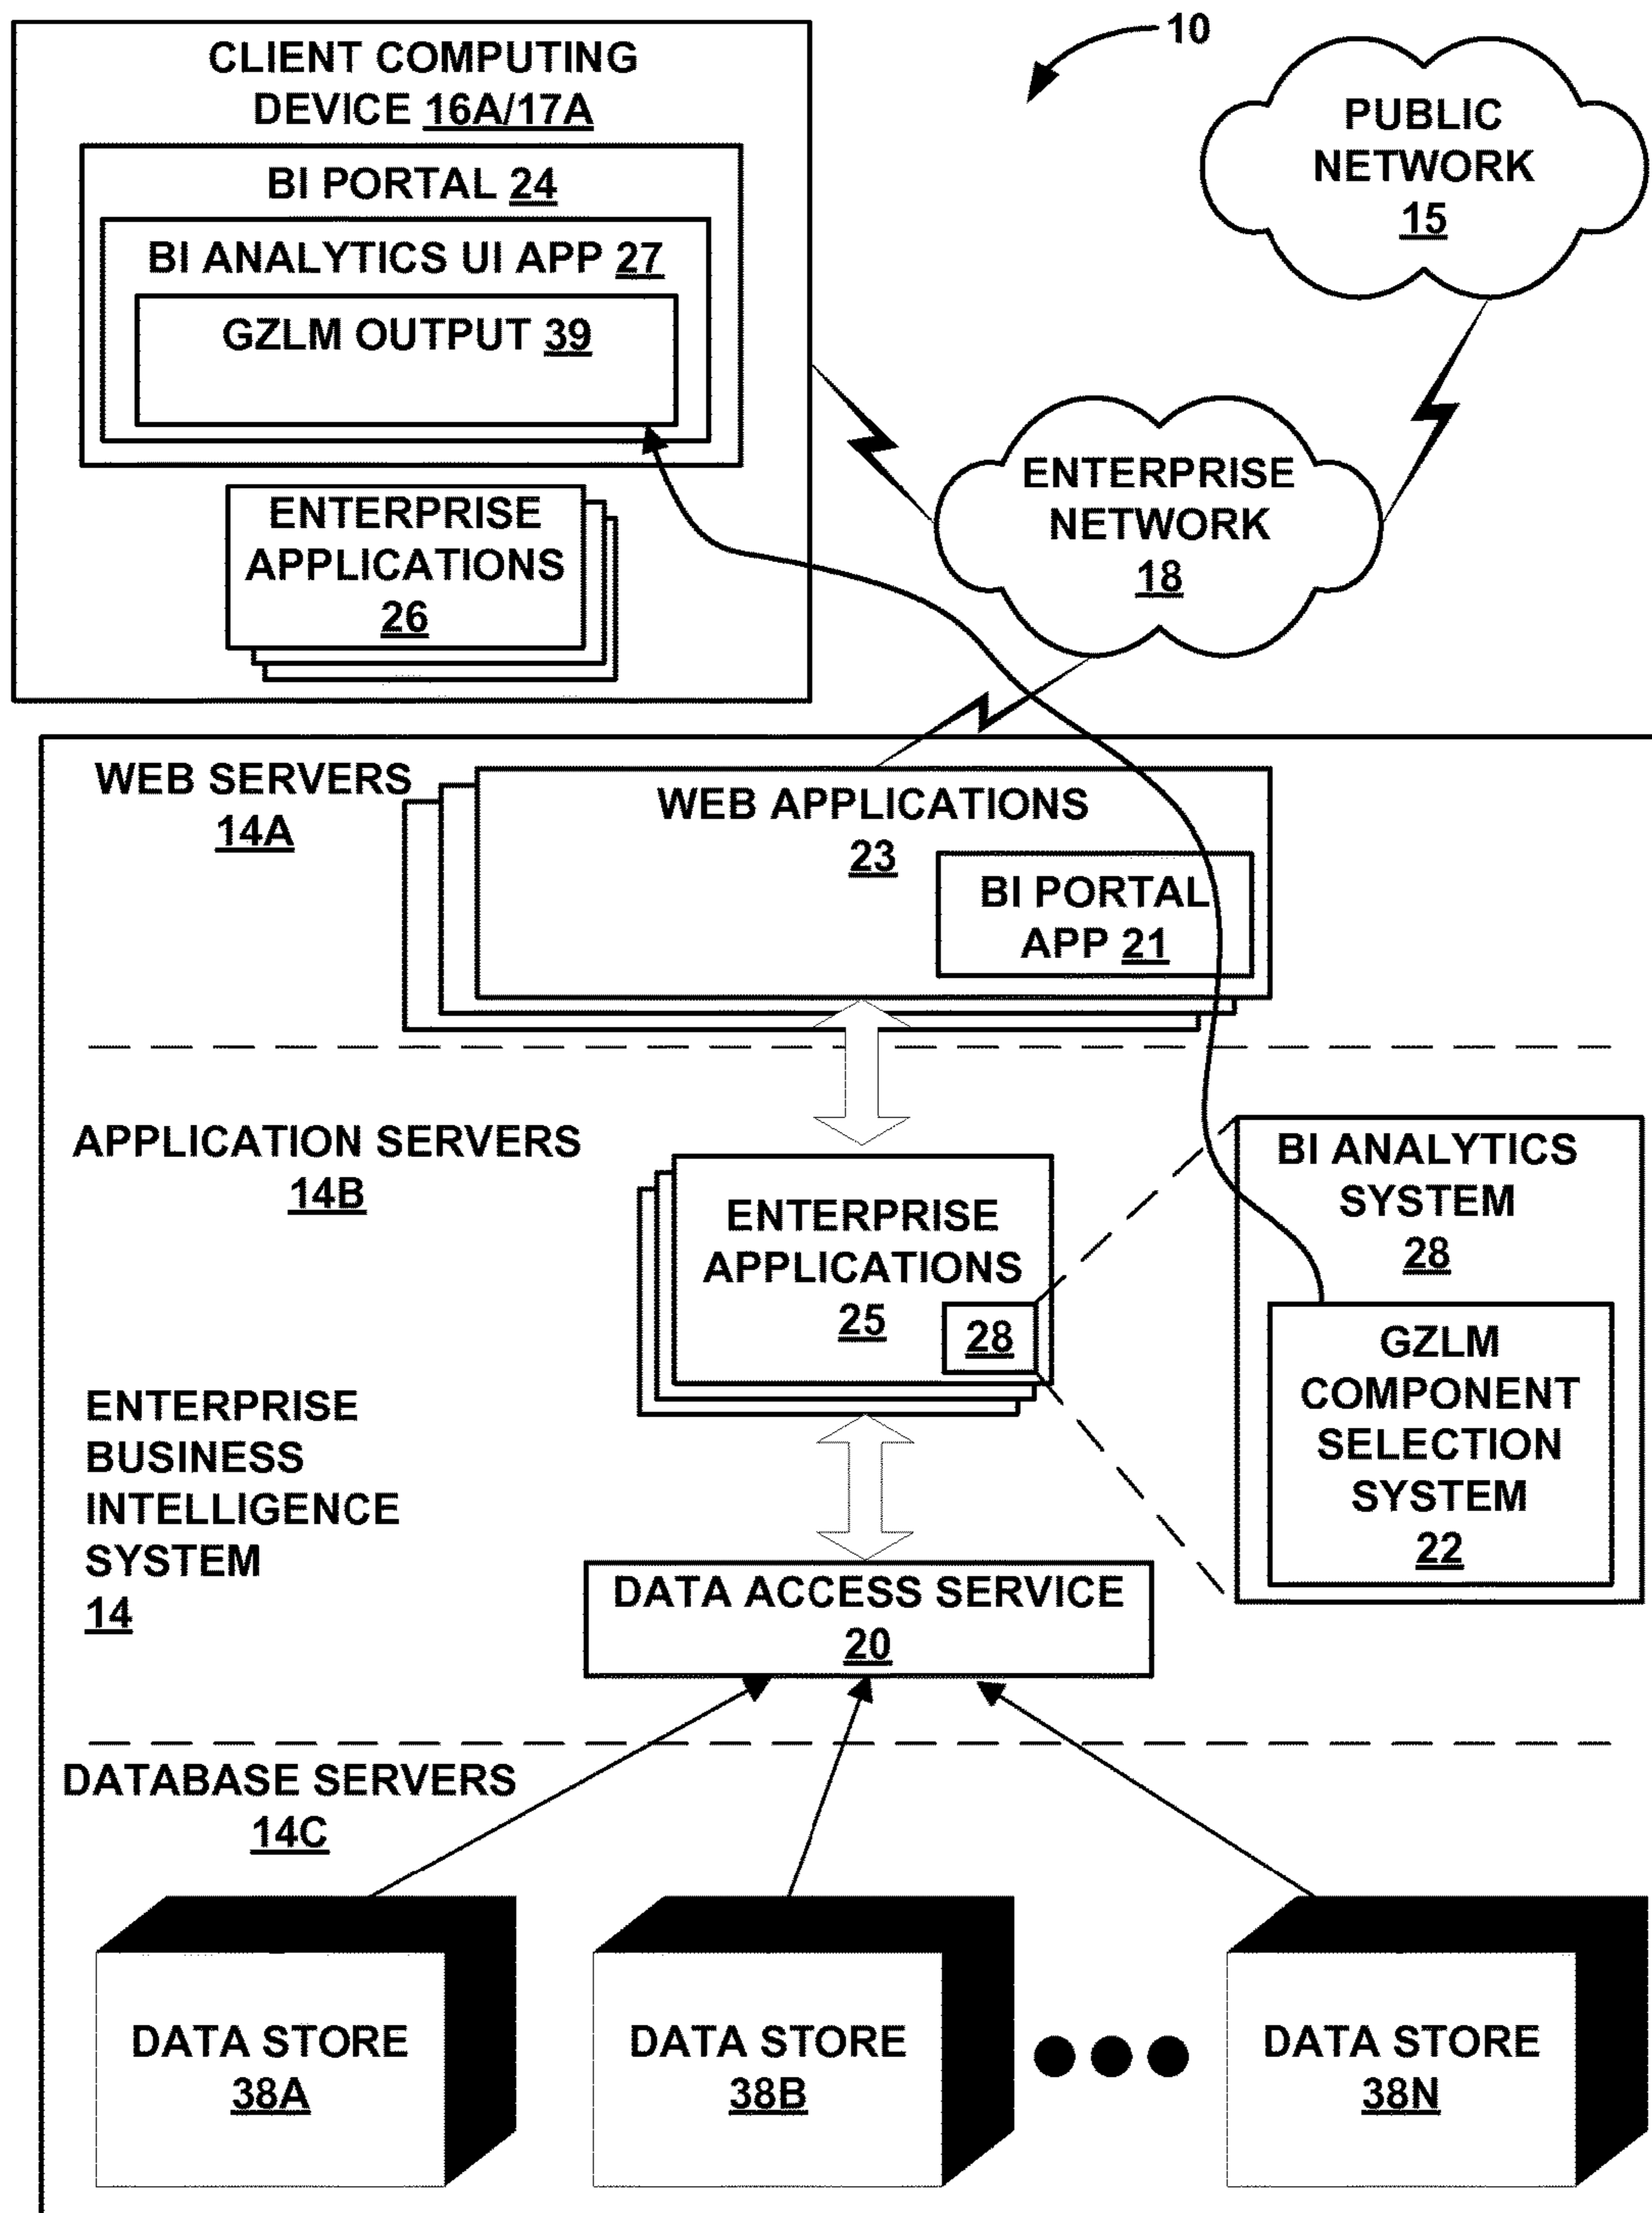 CLIENT COMPUTING
DEVICE 16A/17A
BI PORTAL 24
BI ANALYTICS UI APP 27
GZLM OUTPUT 39
ENTERPRISE
APPLICATIONS
26
10
PUBLIC
NETWORK
15
ENTERPRISE
NETWORK
18
WEB SERVERS
14A
WEB APPLICATIONS
23
BI PORTAL
APP 21
APPLICATION SERVERS
14B
ENTERPRISE
APPLICATIONS
25
28
BI ANALYTICS
SYSTEM
28
GZLM
COMPONENT
SELECTION
SYSTEM
22
ENTERPRISE
BUSINESS
INTELLIGENCE
SYSTEM
14
DATA ACCESS SERVICE
20
DATABASE SERVERS
14C
DATA STORE
38A
DATA STORE
38B
DATA STORE
38N